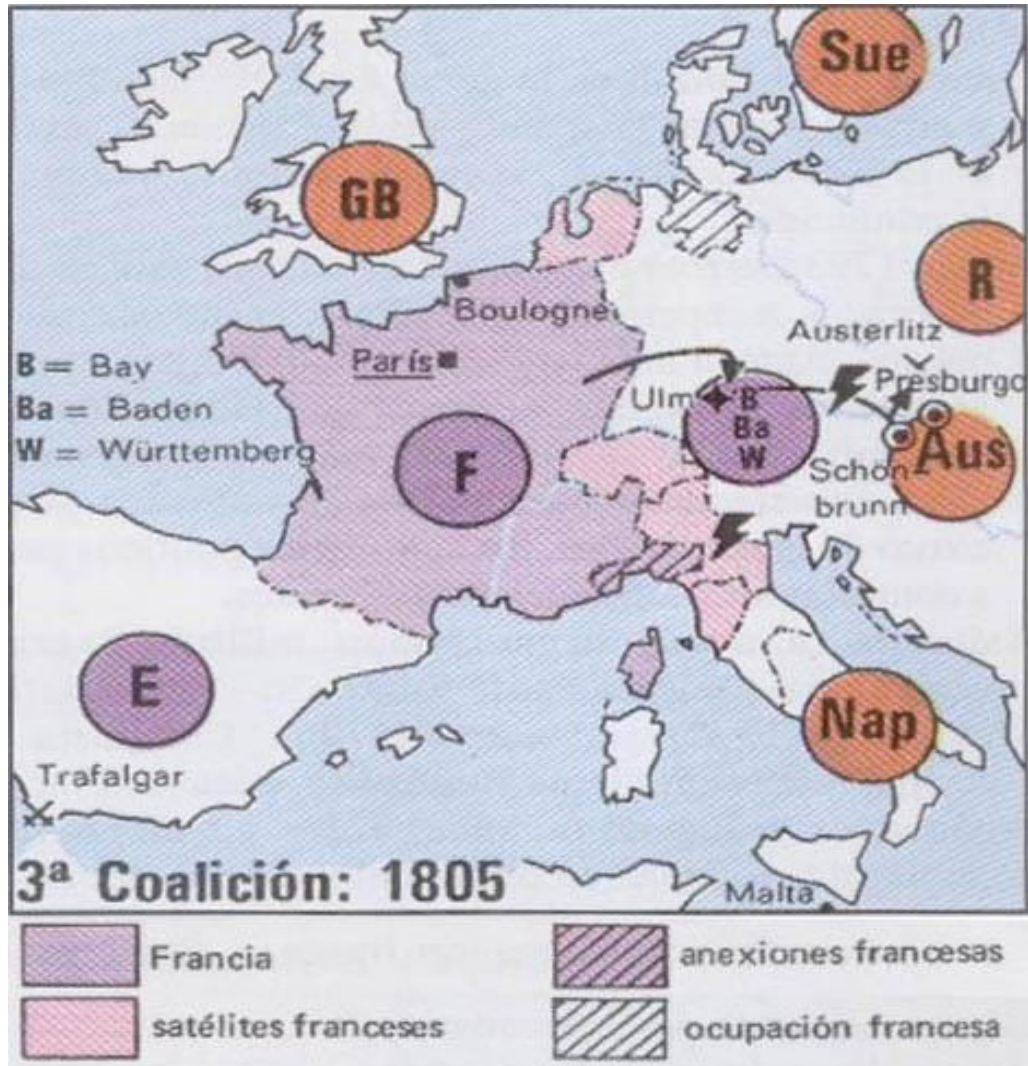 Sue
GB
R
Boulogne
Austerlitz
París
B = Bay
Ba = Baden
W = Württemberg
Ulm
Presburgo
B
Ba
W
F
Aus
Schön
brunn
E
Nap
Trafalgar
3ª Coalición: 1805
Malta
Francia
anexiones francesas
satélites franceses
ocupación francesa